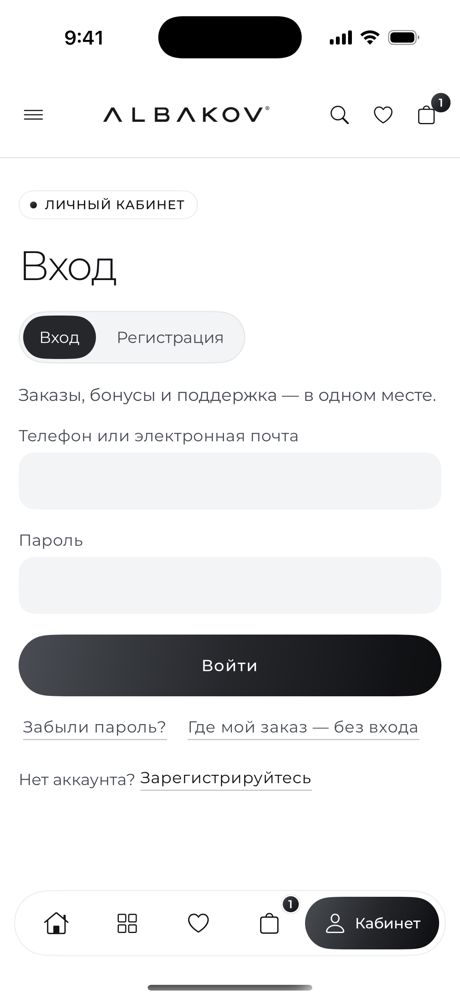 9:41
ALBAKOV®
1
ЛИЧНЫЙ КАБИНЕТ
Вход
Вход
Регистрация
Заказы, бонусы и поддержка — в одном месте.
Телефон или электронная почта
Пароль
Войти
Забыли пароль? Где мой заказ — без входа
Нет аккаунта? Зарегистрируйтесь
1
Кабинет